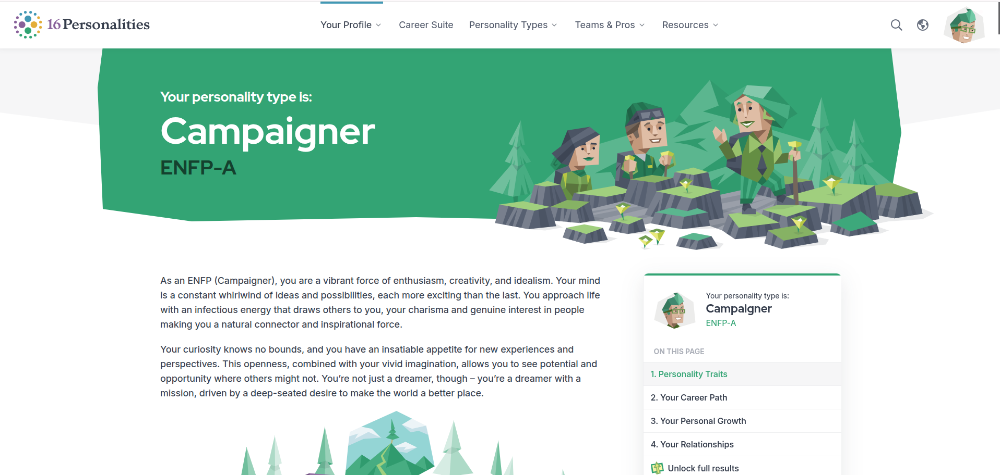 16Personalities
Your Profile
Career Suite
Personality Types
Teams & Pros
Resources
Your personality type is:
Campaigner
ENFP-A
As an ENFP (Campaigner), you are a vibrant force of enthusiasm, creativity, and idealism. Your mind
is a constant whirlwind of ideas and possibilities, each more exciting than the last. You approach life
with an infectious energy that draws others to you, your charisma and genuine interest in people
making you a natural connector and inspirational force.
Your curiosity knows no bounds, and you have an insatiable appetite for new experiences and
perspectives. This openness, combined with your vivid imagination, allows you to see potential and
opportunity where others might not. You’re not just a dreamer, though – you’re a dreamer with a
mission, driven by a deep-seated desire to make the world a better place.
Your personality type is:
Campaigner
ENFP-A
ON THIS PAGE
1. Personality Traits
2. Your Career Path
3. Your Personal Growth
4. Your Relationships
Unlock full results